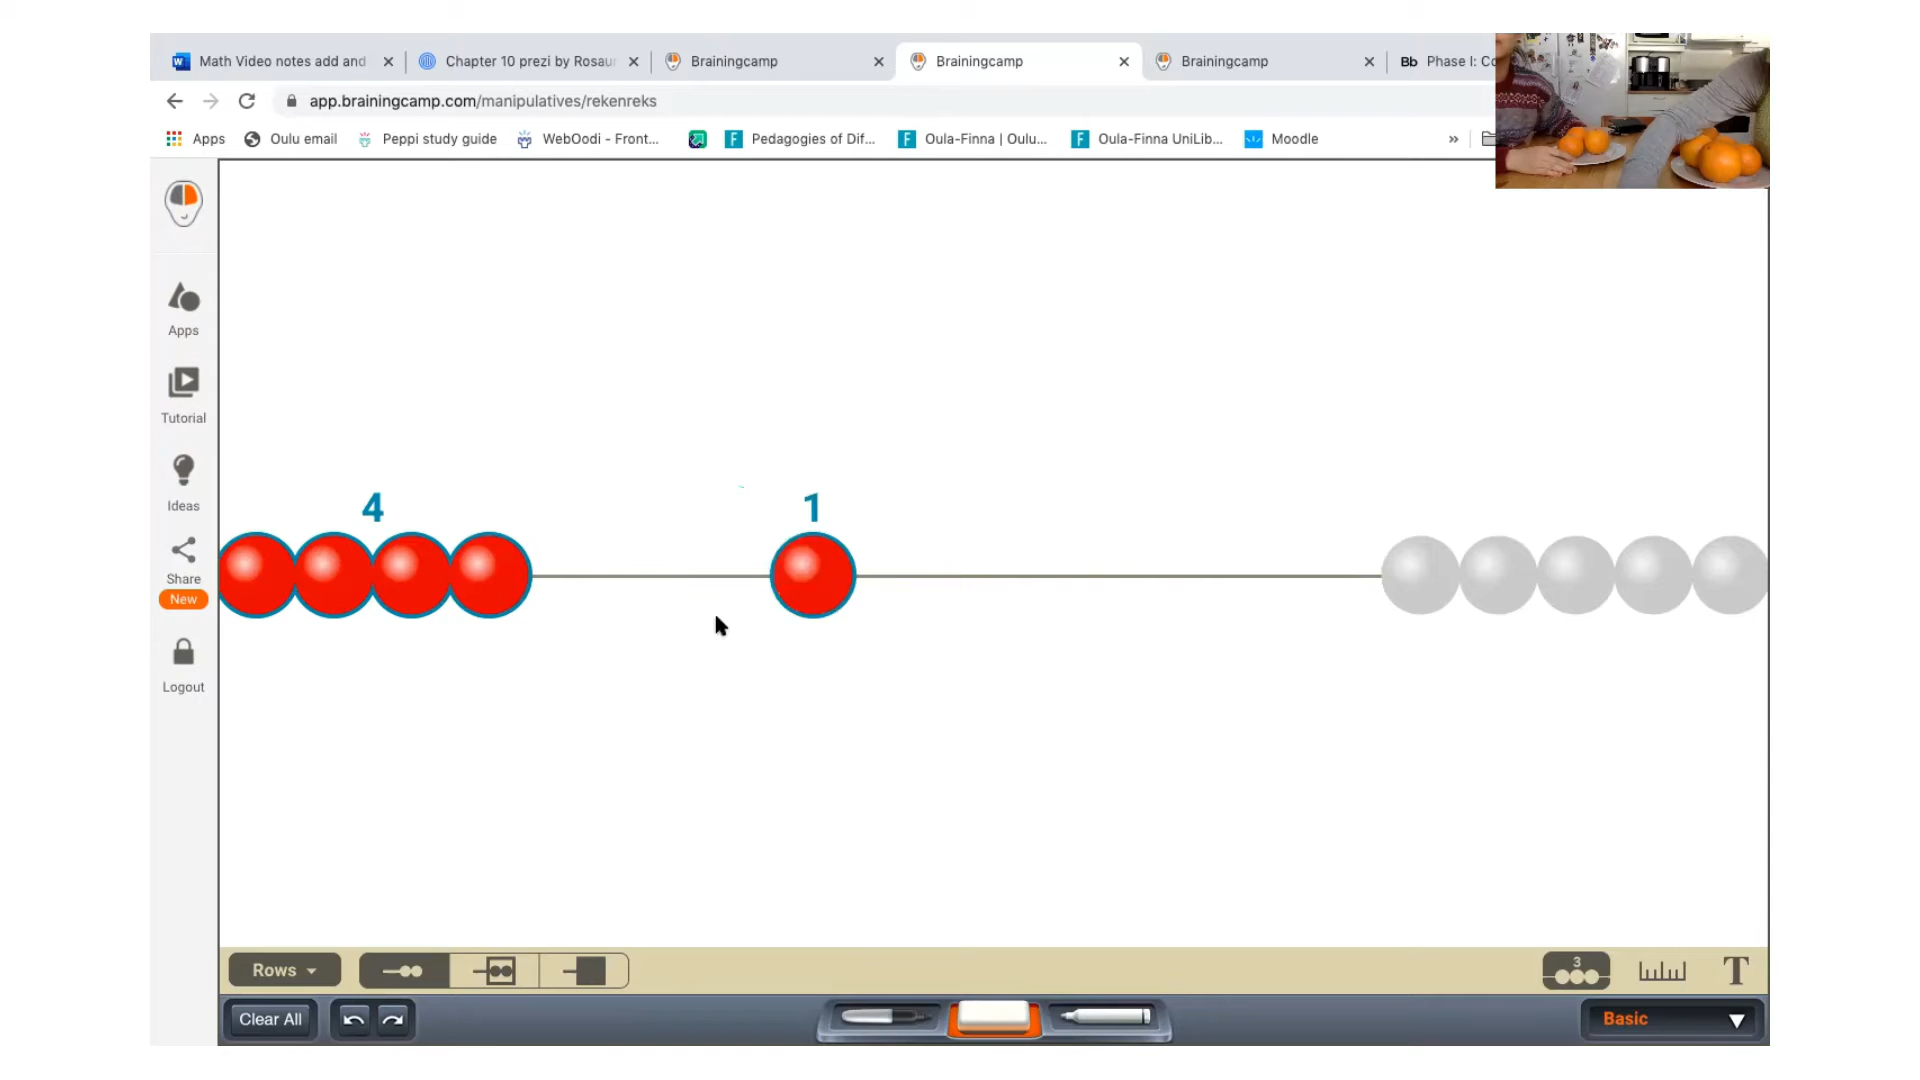 Math Video notes add and
Chapter 10 prezi by Rosaur
Brainingcamp
Brainingcamp
Brainingcamp
Bb Phase I: Co
app.brainingcamp.com/manipulatives/rekenreks
Apps
Oulu email
Peppi study guide
WebOodi - Front...
F Pedagogies of Dif...
F Oula-Finna | Oulu...
F Oula-Finna UniLib...
Moodle
»
Apps
Tutorial
Ideas
Share
New
Logout
4
1
Rows
3
T
Clear All
Basic